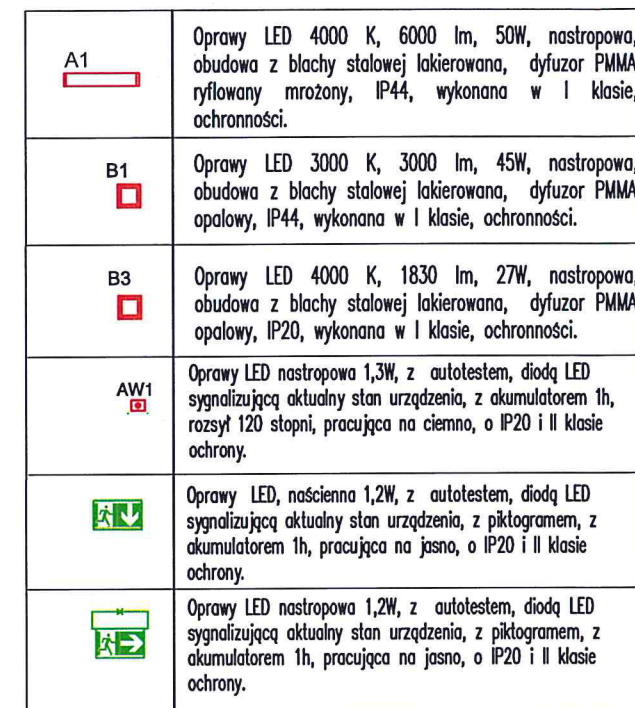 A1
Oprawy LED 4000 K, 6000 lm, 50W, nastropowa,
obudowa z blachy stalowej lakierowana, dyfuzor PMMA
ryflowany mrożony, IP44, wykonana w I klasie,
ochronności.
B1
Oprawy LED 3000 K, 3000 lm, 45W, nastropowa,
obudowa z blachy stalowej lakierowana, dyfuzor PMMA
opalowy, IP44, wykonana w I klasie, ochronności.
B3
Oprawy LED 4000 K, 1830 lm, 27W, nastropowa,
obudowa z blachy stalowej lakierowana, dyfuzor PMMA
opalowy, IP20, wykonana w I klasie, ochronności.
AW1
Oprawy LED nastropowa 1,3W, z autotestem, diodą LED
sygnalizującą aktualny stan urządzenia, z akumulatorem 1h,
rozsył 120 stopni, pracująca na ciemno, o IP20 i II klasie
ochrony.
Oprawy LED, naścienna 1,2W, z autotestem, diodą LED
sygnalizującą aktualny stan urządzenia, z piktogramem, z
akumulatorem 1h, pracująca na jasno, o IP20 i II klasie
ochrony.
Oprawy LED nastropowa 1,2W, z autotestem, diodą LED
sygnalizującą aktualny stan urządzenia, z piktogramem, z
akumulatorem 1h, pracująca na jasno, o IP20 i II klasie
ochrony.